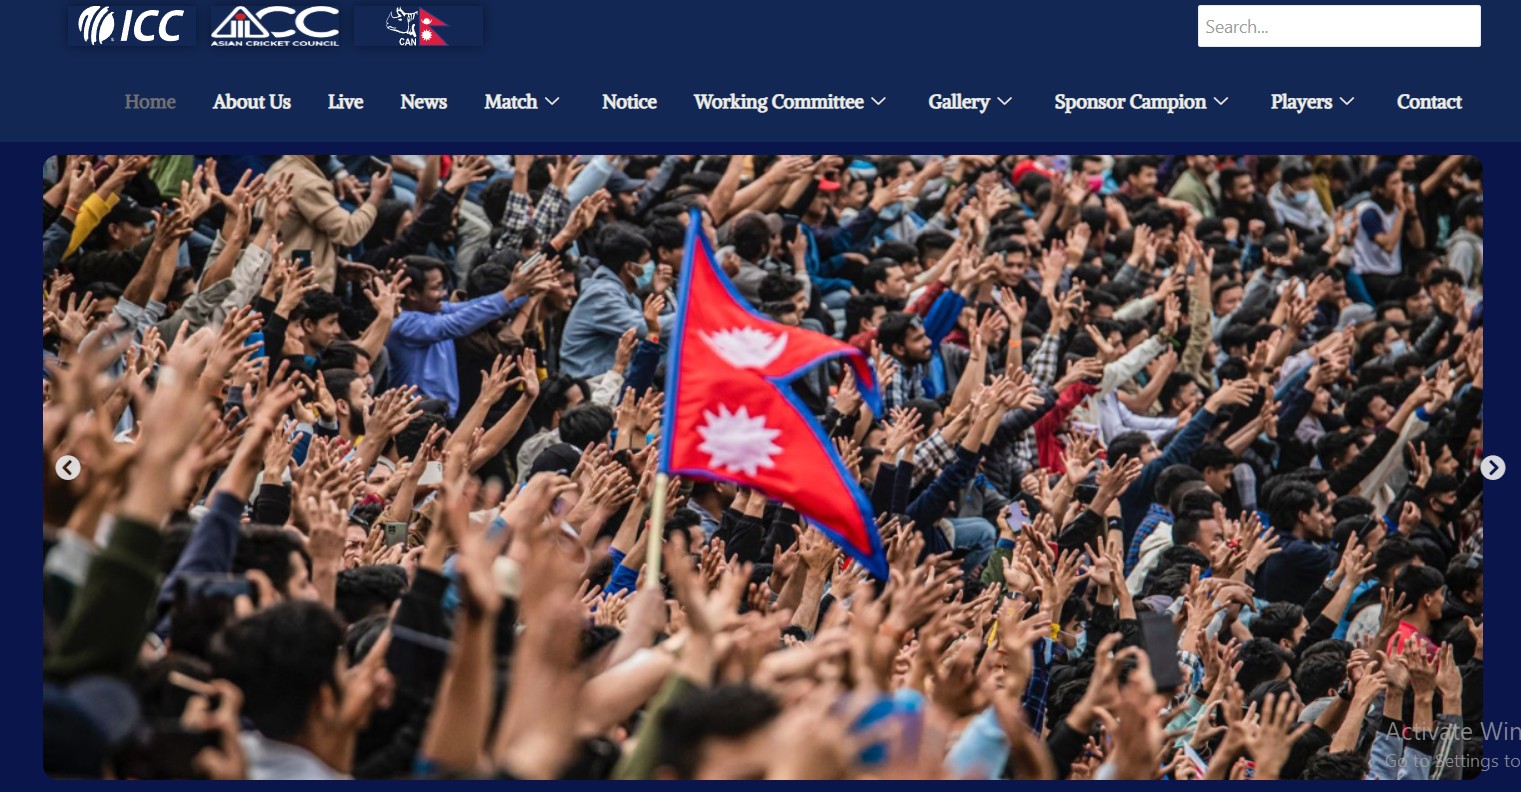 ICC
ACC
ASIAN CRICKET COUNCIL
CAN
Search...
Home About Us Live News Match Notice Working Committee Gallery Sponsor Campion Players Contact
Activate Win
Go to Settings to